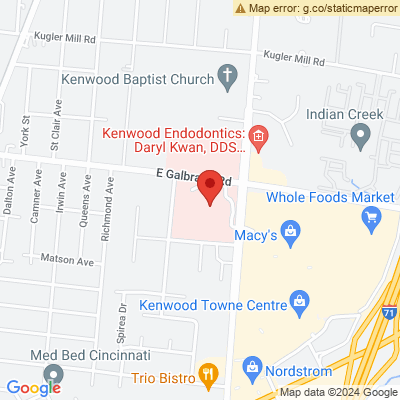 Map error: g.co/staticmaperror
Kugler Mill Rd
Kugler Mill Rd
Kenwood Baptist Church
Indian Creek
York St
St Clair Ave
Kenwood Endodontics:
Daryl Kwan, DDS...
E Galbra Rd
Dalton Ave
Camner Ave
Irwin Ave
Queens Ave
Richmond Ave
Whole Foods Market
Macy's
Matson Ave
Kenwood Towne Centre
Spirea Dr
71
Med Bed Cincinnati
Trio Bistro
Nordstrom
Google
Map data ©2024 Google